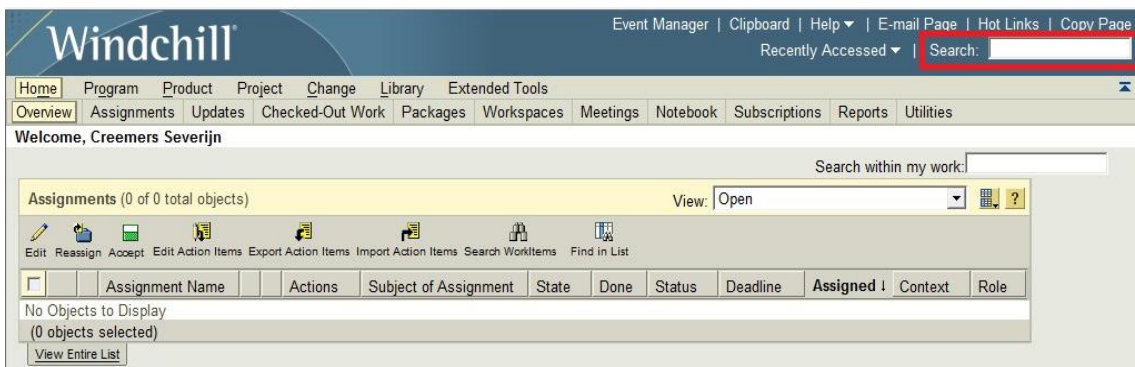 Windchill
Event Manager | Clipboard | Help ▾ | E-mail Page | Hot Links | Copy Page
Recently Accessed ▾ | Search:
Home Program Product Project Change Library Extended Tools
Overview Assignments Updates Checked-Out Work Packages Workspaces Meetings Notebook Subscriptions Reports Utilities
Welcome, Creemers Severijn
Search within my work:
Assignments (0 of 0 total objects) View: Open ?
Edit Reassign Accept Edit Action Items Export Action Items Import Action Items Search WorkItems Find in List
Assignment Name Actions Subject of Assignment State Done Status Deadline Assigned ↓ Context Role
No Objects to Display
(0 objects selected)
View Entire List